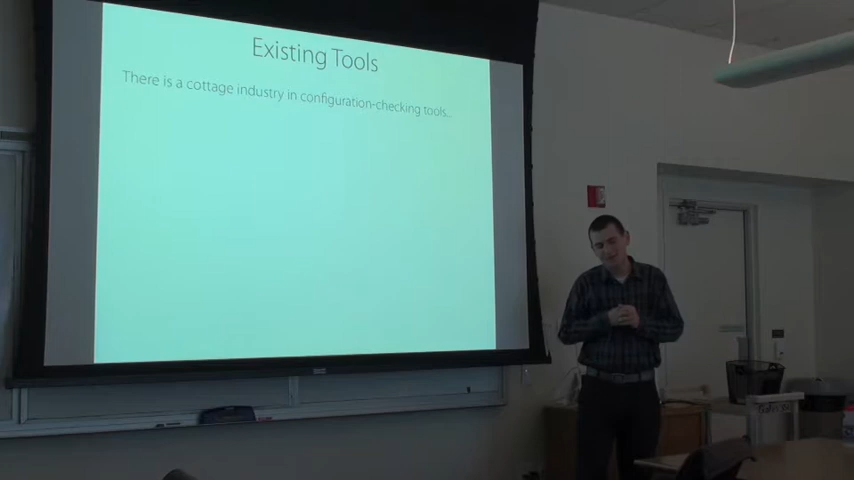 Existing Tools
There is a cottage industry in configuration-checking tools...